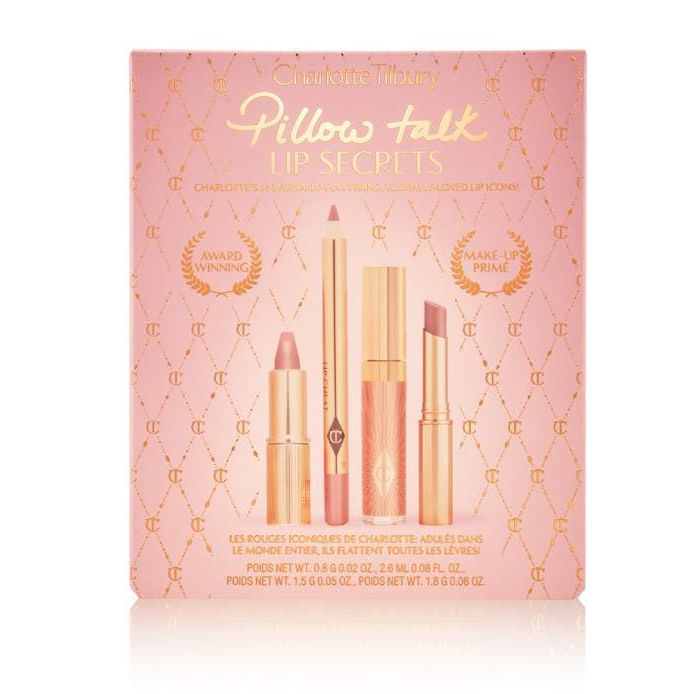 Charlotte Tilbury
Pillow talk
LIP SECRETS
CHARLOTTE'S UNIVERSALLY-FLATTERING, GLOBALLY-LOVED LIP ICONS!
AWARD
WINNING
MAKE-UP
PRIMÉ
LIP CHEAT
LES ROUGES ICONIQUES DE CHARLOTTE: ADULÉS DANS
LE MONDE ENTIER, ILS FLATTENT TOUTES LES LÈVRES!
POIDS NET WT. 0.8 G 0.02 OZ., 2.6 ML 0.08 FL. OZ.,
POIDS NET WT. 1.5 G 0.05 OZ., POIDS NET WT. 1.8 G 0.06 OZ.